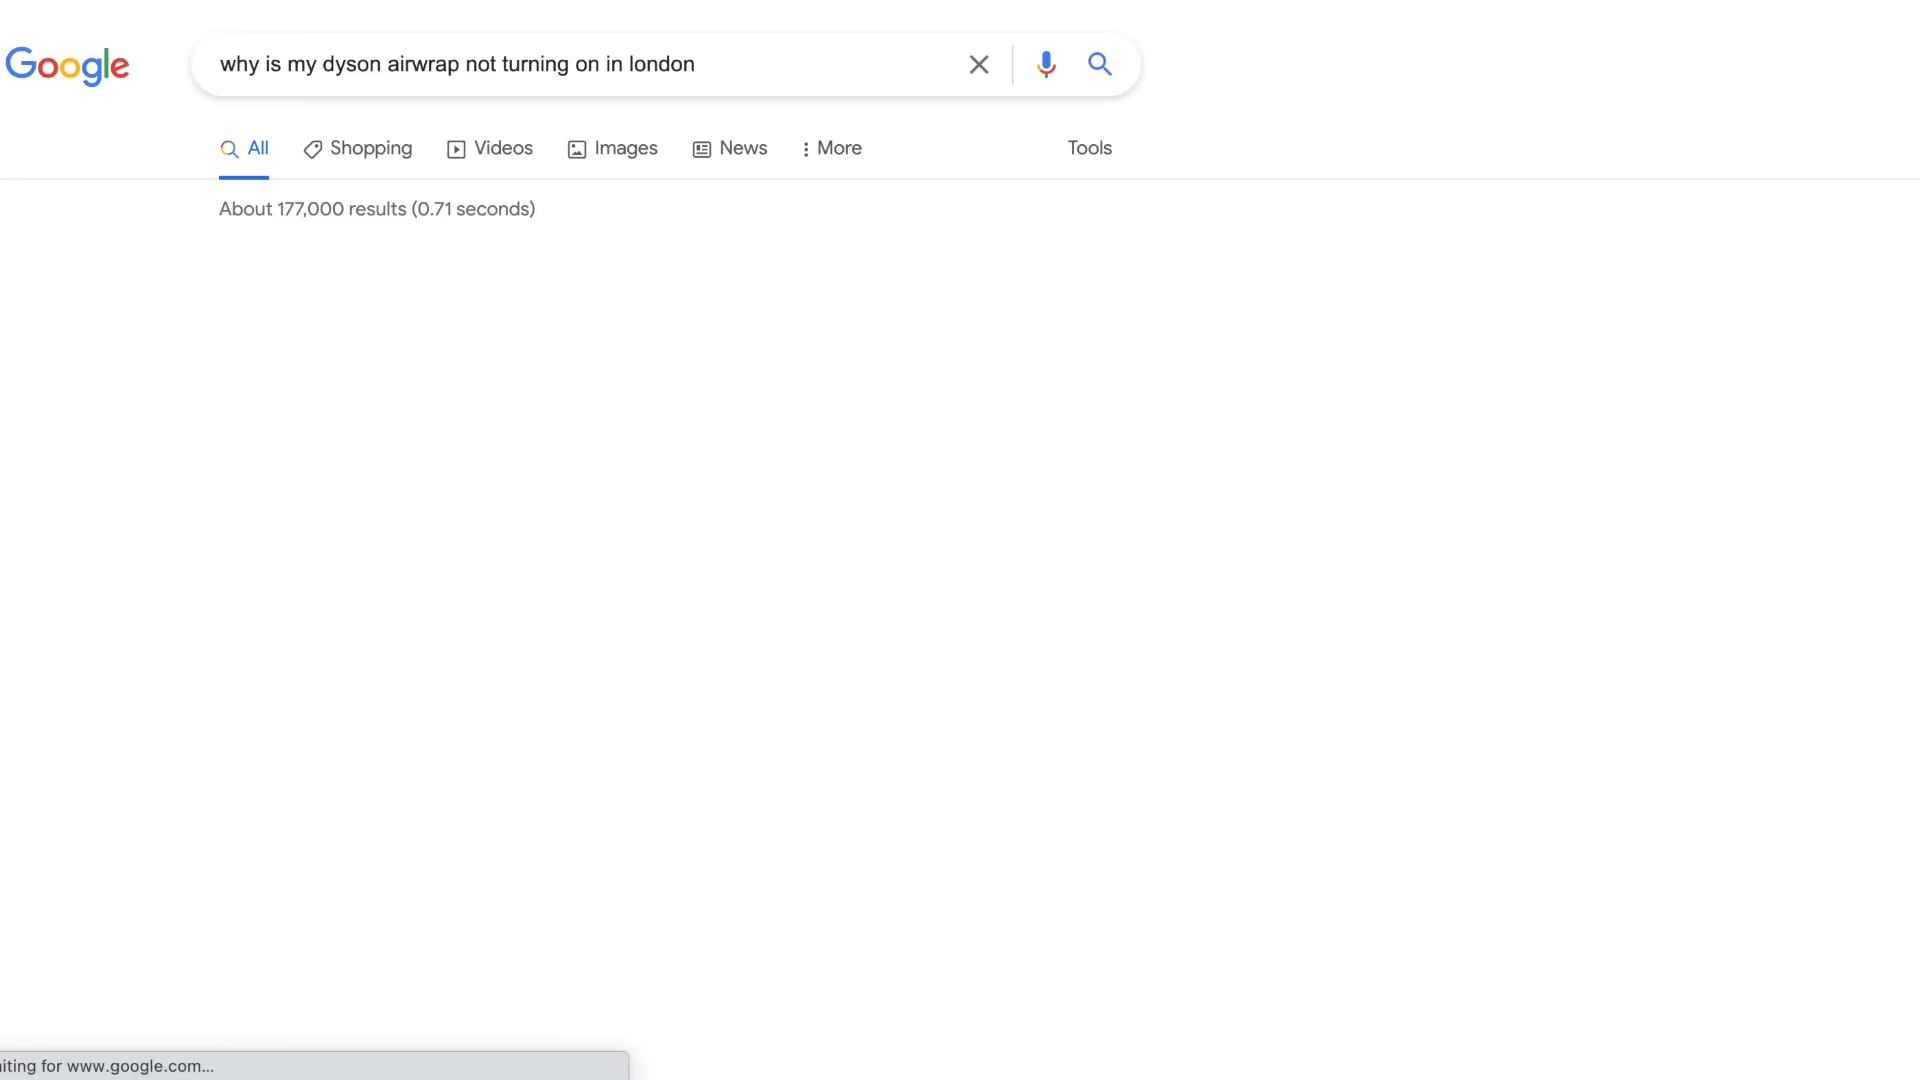 Google
why is my dyson airwrap not turning on in london
All Shopping Videos Images News More Tools
About 177,000 results (0.71 seconds)
iting for www.google.com...